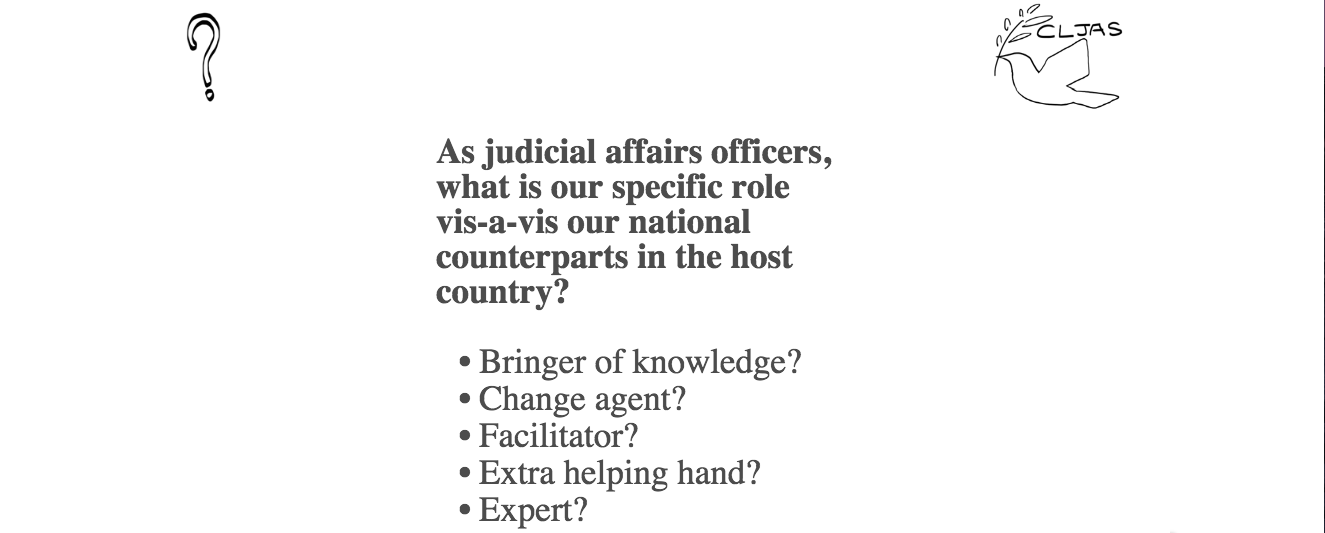 ?
CLJAS
As judicial affairs officers,
what is our specific role
vis-a-vis our national
counterparts in the host
country?
• Bringer of knowledge?
• Change agent?
• Facilitator?
• Extra helping hand?
• Expert?